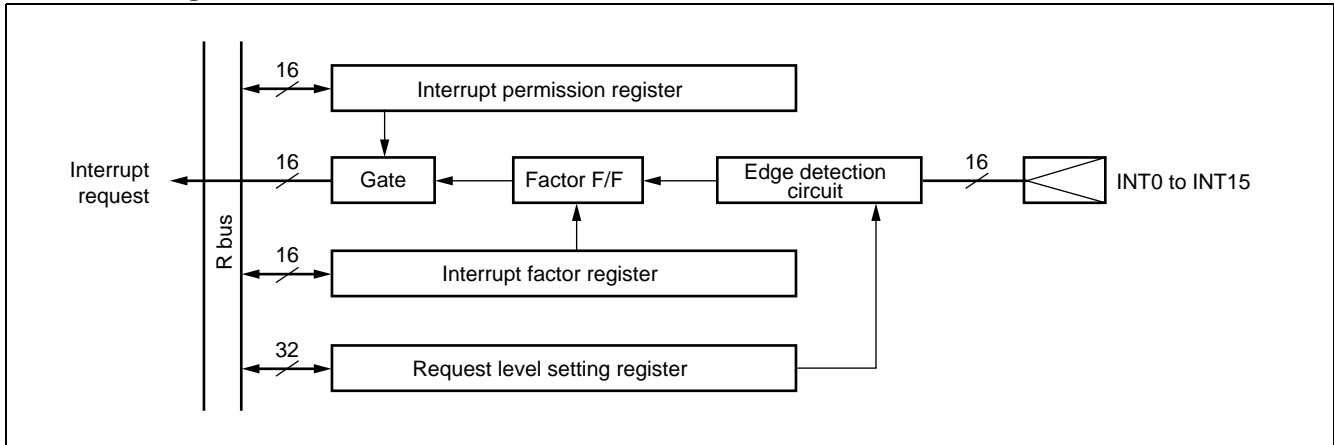 16
Interrupt permission register
Interrupt
request
16
Gate
Factor F/F
Edge detection
circuit
16
INT0 to INT15
R bus
16
Interrupt factor register
32
Request level setting register